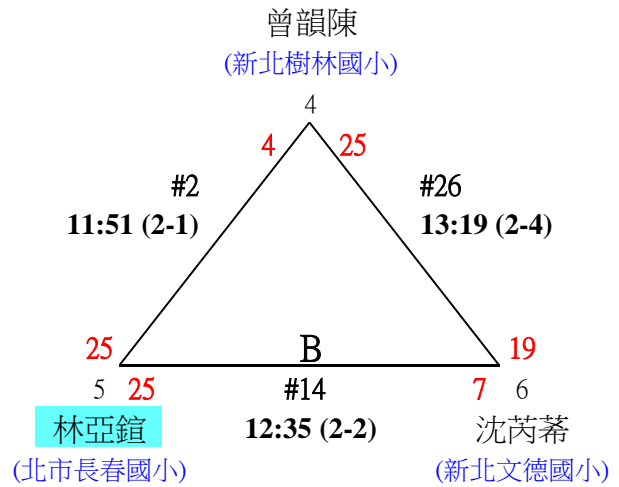 曾韻陳
(新北樹林國小)
4
4 25
#2 #26
11:51 (2-1) 13:19 (2-4)
25 B 19
5 25 #14 7 6
林亞鍹 12:35 (2-2) 沈芮莃
(北市長春國小) (新北文德國小)